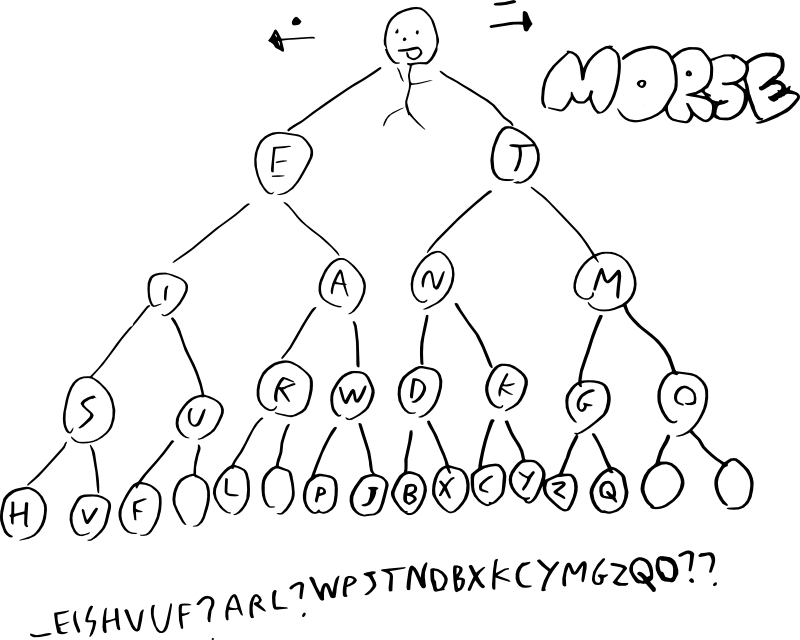 MORSE
E T
I A N M
S U R W D K G O
H V F L P J B X C Y Z Q
_EISHVUF?ARL?WPJTNDBXKCYMGZQO??